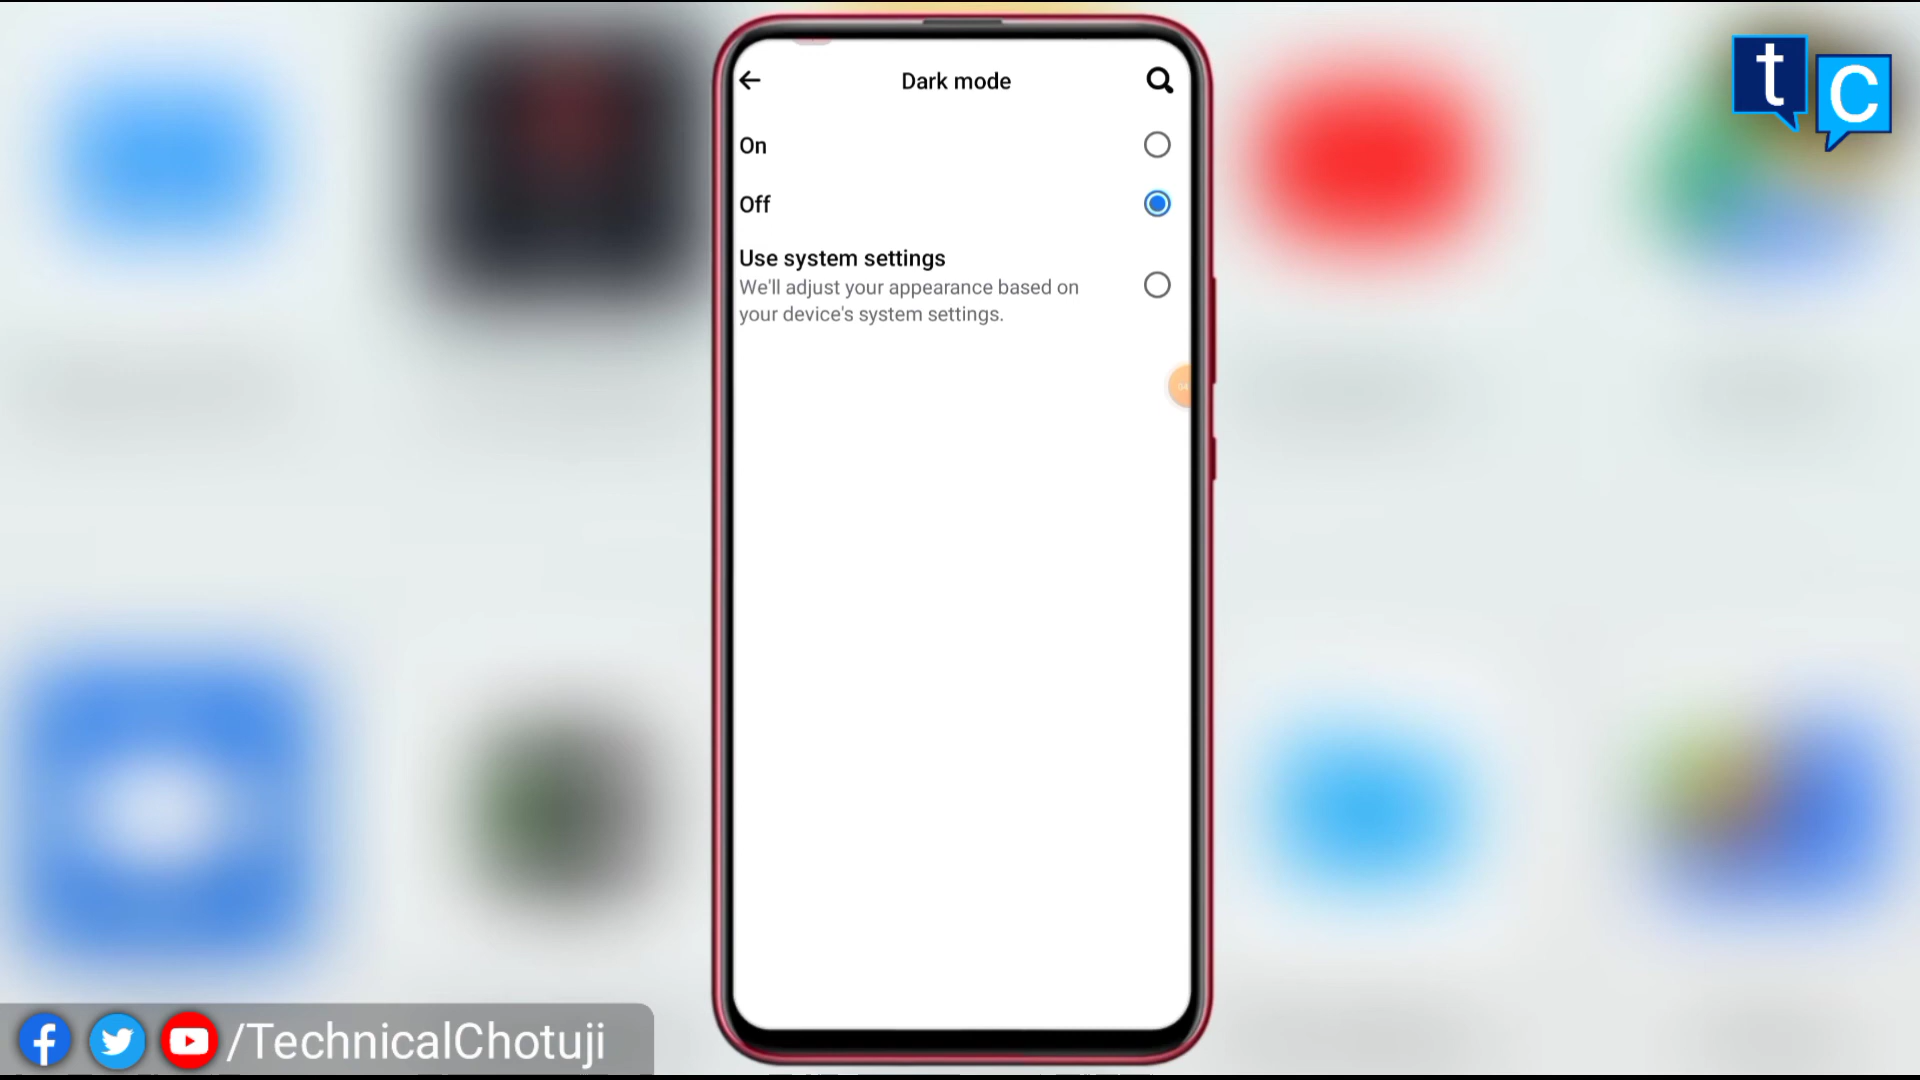 Dark mode
On
Off
Use system settings
We'll adjust your appearance based on
your device's system settings.
t
C
/TechnicalChotuji